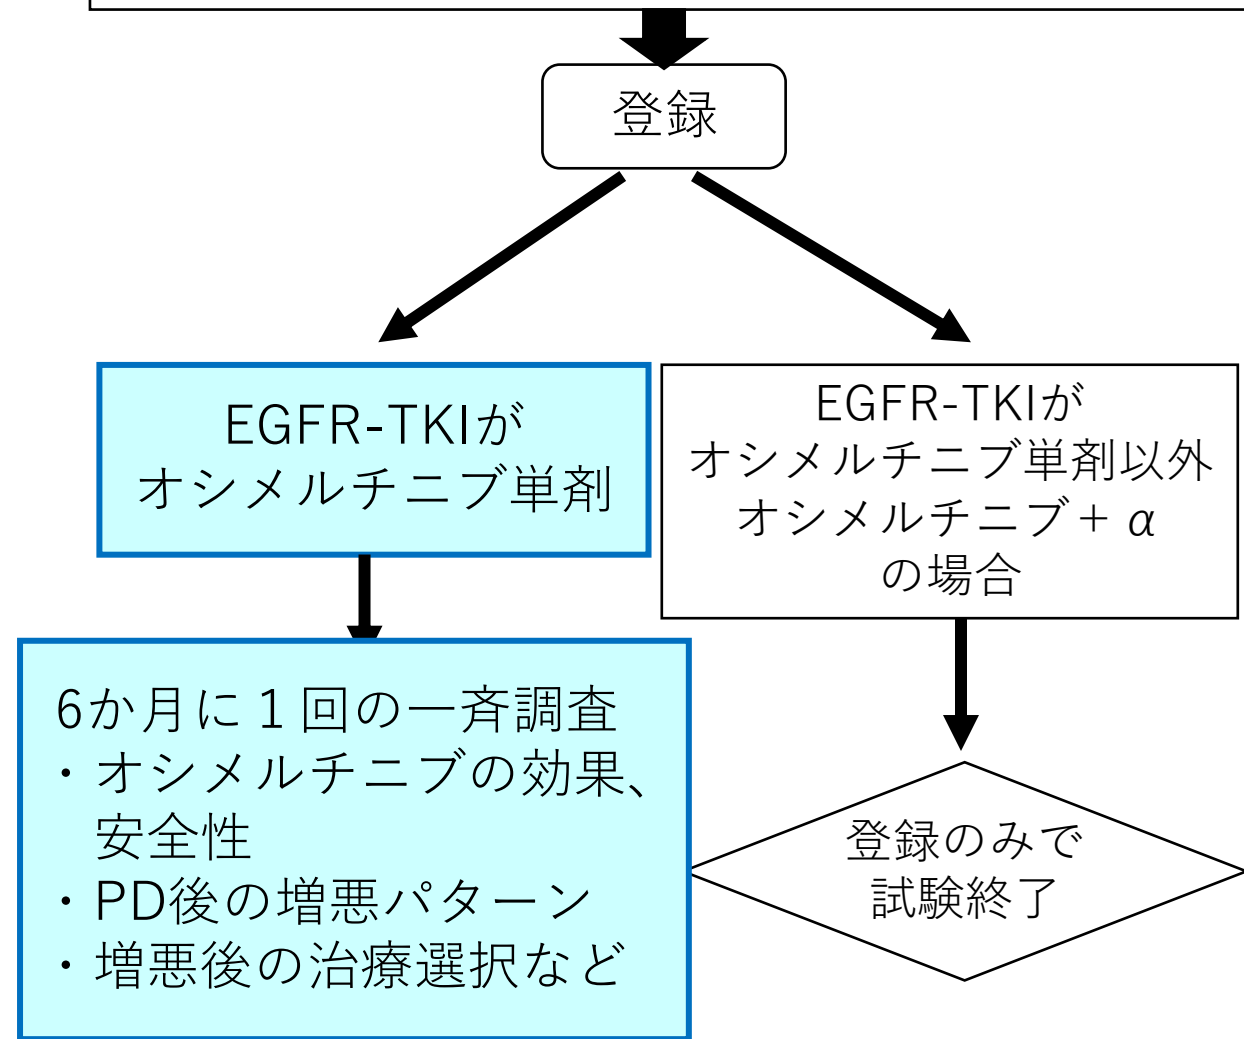 登録
EGFR-TKIが
オシメルチニブ単剤
EGFR-TKIが
オシメルチニブ単剤以外
オシメルチニブ+ α
の場合
6か月に１回の一斉調査
・オシメルチニブの効果、
安全性
・PD後の増悪パターン
・増悪後の治療選択など
登録のみで
試験終了